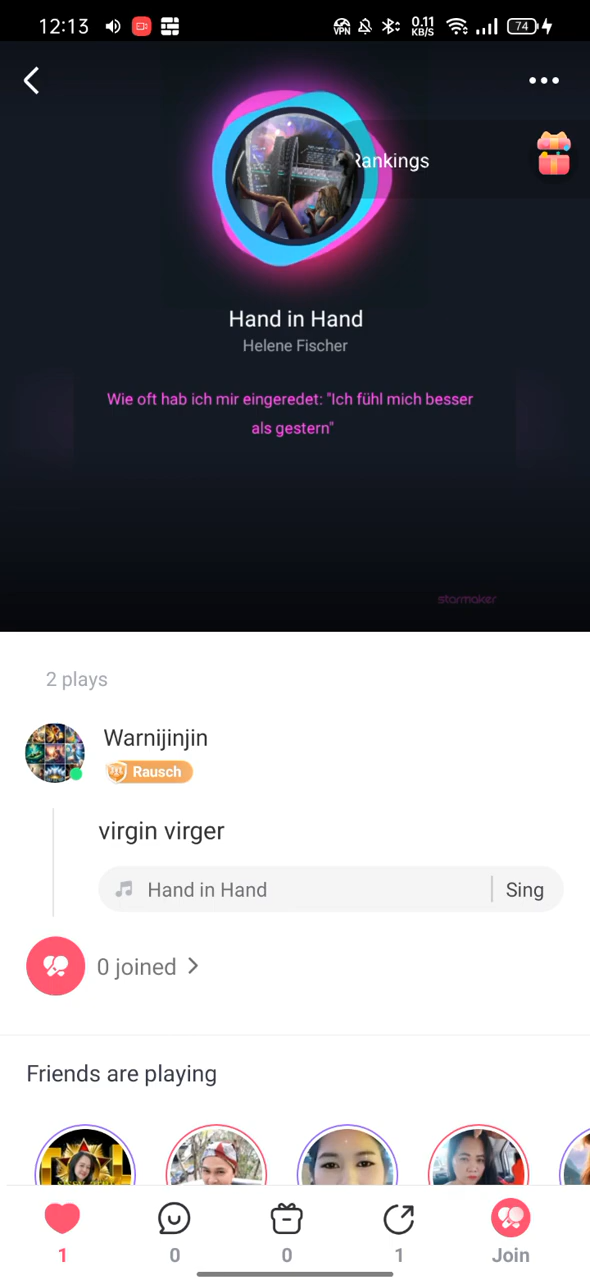 12:13
VPN
0.11
KB/S
74
Rankings
Hand in Hand
Helene Fischer
Wie oft hab ich mir eingeredet: "Ich fühl mich besser
als gestern"
starmaker
2 plays
Warnijinjin
Rausch
virgin virger
Hand in Hand
Sing
0 joined
Friends are playing
1
0
0
1
Join